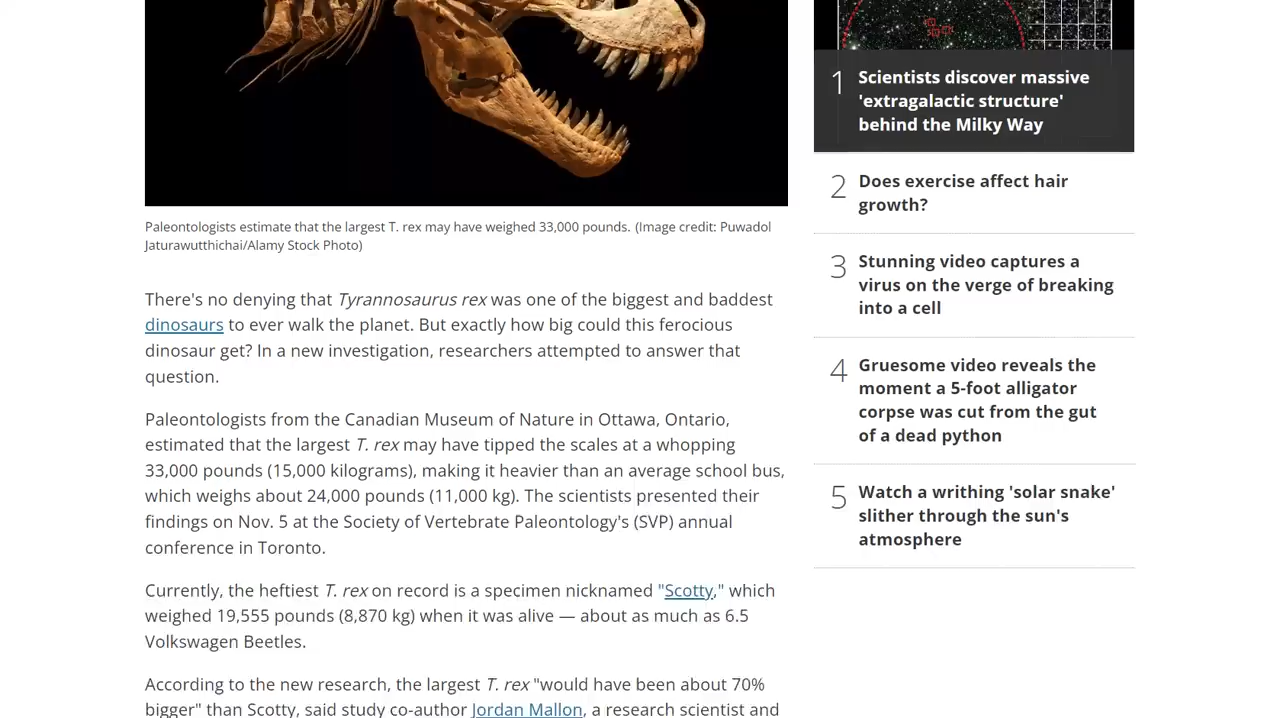 Paleontologists estimate that the largest T. rex may have weighed 33,000 pounds. (Image credit: Puwadol
Jaturawutthichai/Alamy Stock Photo)
There's no denying that Tyrannosaurus rex was one of the biggest and baddest
dinosaurs to ever walk the planet. But exactly how big could this ferocious
dinosaur get? In a new investigation, researchers attempted to answer that
question.
Paleontologists from the Canadian Museum of Nature in Ottawa, Ontario,
estimated that the largest T. rex may have tipped the scales at a whopping
33,000 pounds (15,000 kilograms), making it heavier than an average school bus,
which weighs about 24,000 pounds (11,000 kg). The scientists presented their
findings on Nov. 5 at the Society of Vertebrate Paleontology's (SVP) annual
conference in Toronto.
Currently, the heftiest T. rex on record is a specimen nicknamed "Scotty," which
weighed 19,555 pounds (8,870 kg) when it was alive — about as much as 6.5
Volkswagen Beetles.
According to the new research, the largest T. rex "would have been about 70%
bigger" than Scotty, said study co-author Jordan Mallon, a research scientist and
1 Scientists discover massive
'extragalactic structure'
behind the Milky Way
2 Does exercise affect hair
growth?
3 Stunning video captures a
virus on the verge of breaking
into a cell
4 Gruesome video reveals the
moment a 5-foot alligator
corpse was cut from the gut
of a dead python
5 Watch a writhing 'solar snake'
slither through the sun's
atmosphere